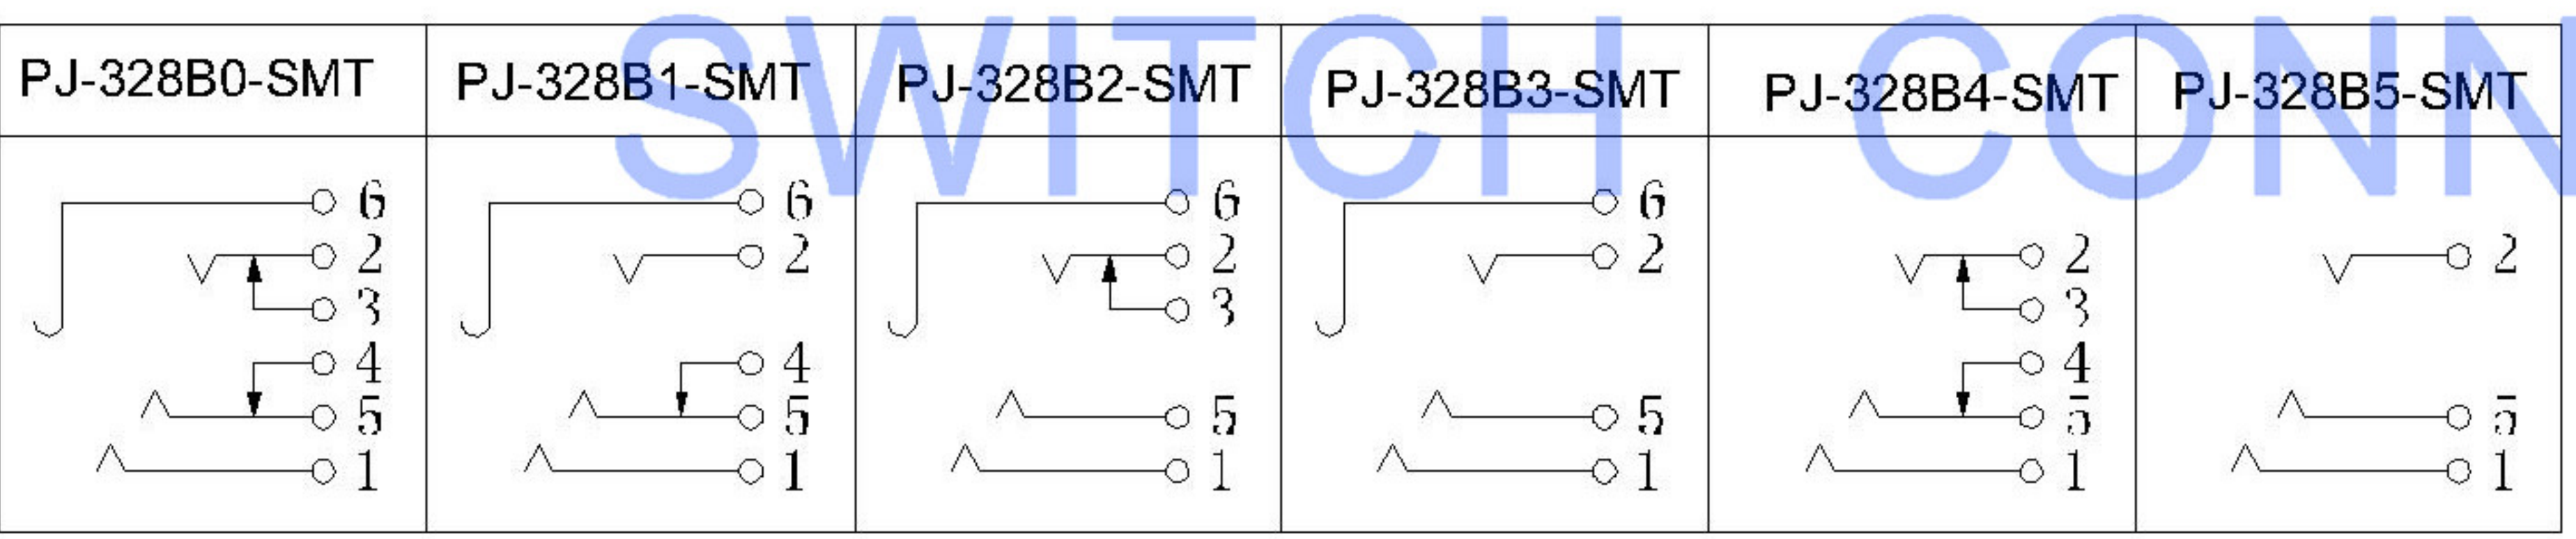 SWITCH CONN
PJ-328B0-SMT PJ-328B1-SMT PJ-328B2-SMT PJ-328B3-SMT PJ-328B4-SMT PJ-328B5-SMT
6 6 6 6
2 2 2 2 2 2
3 3 3
4 4 4
5 5 5 5 5 5
1 1 1 1 1 1